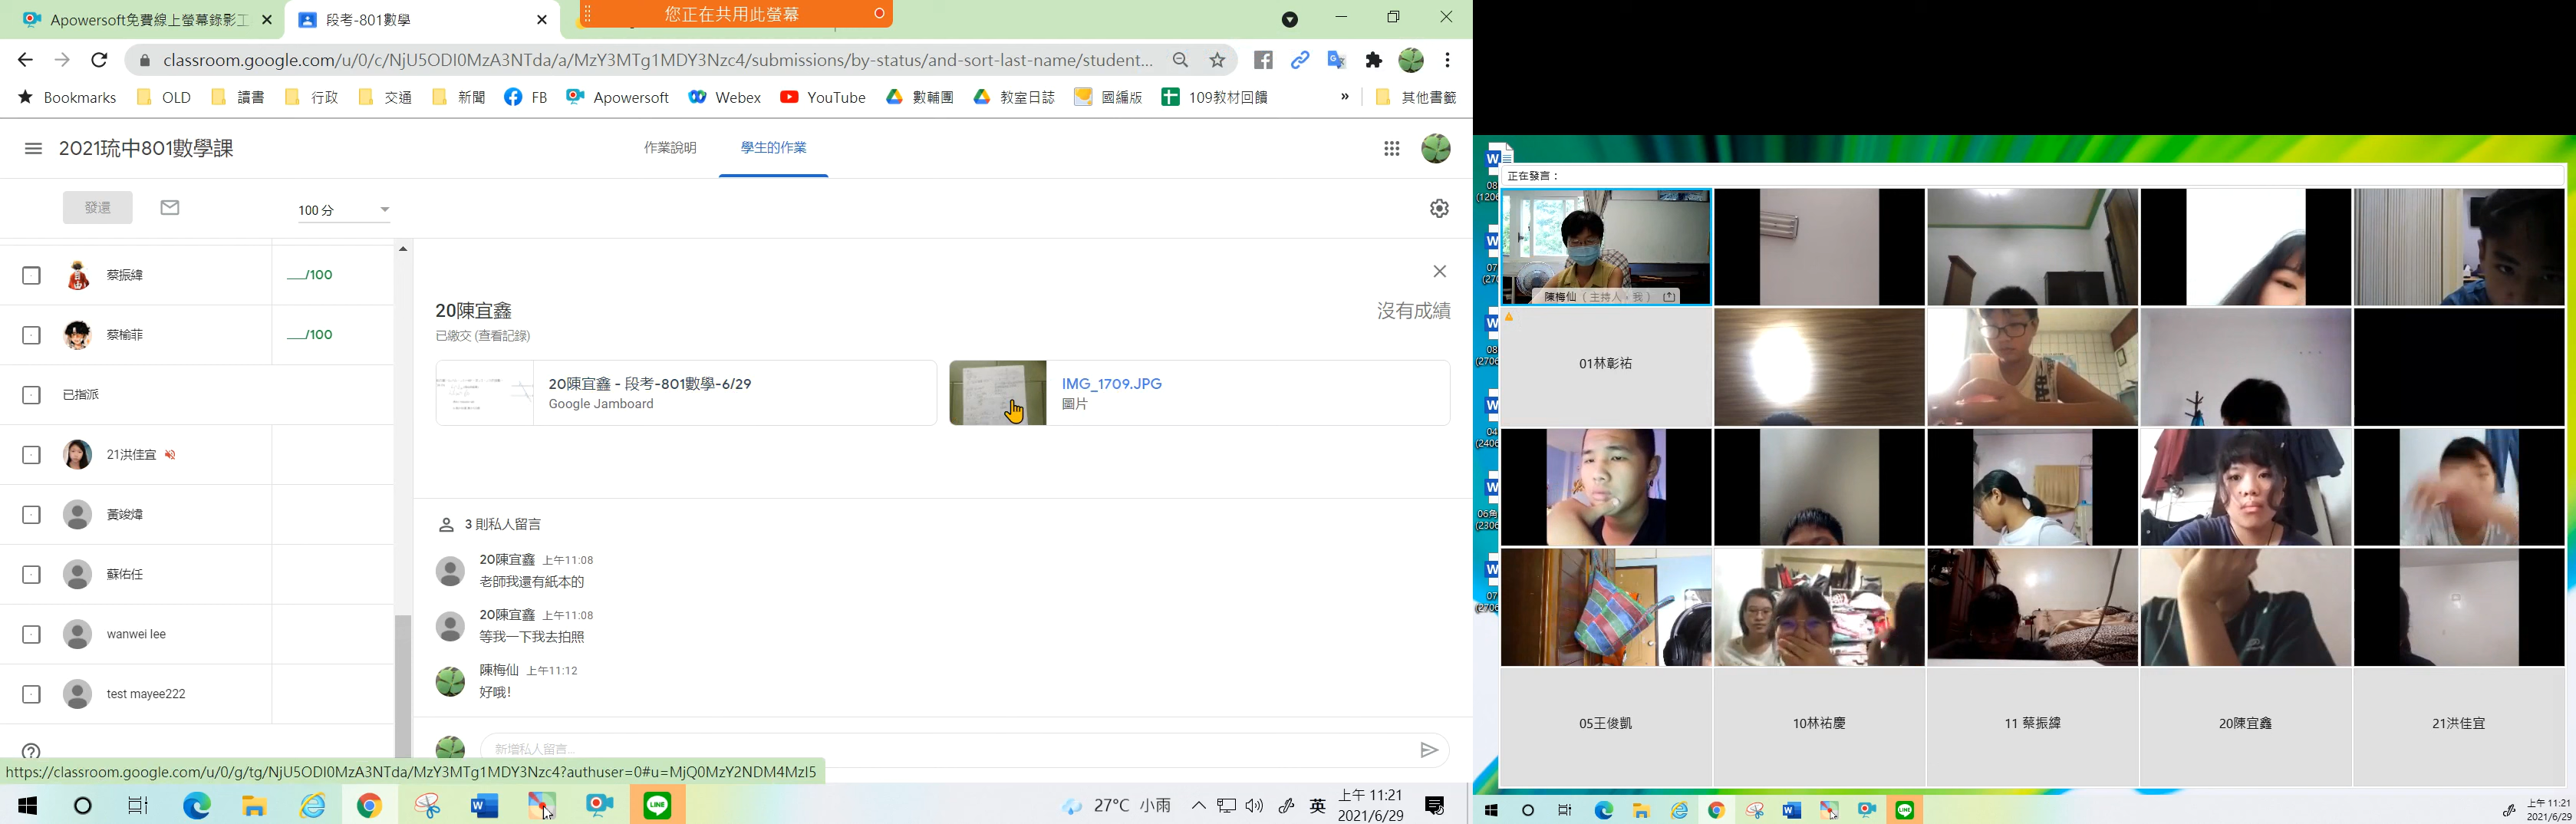 Apowersoft免費線上螢幕錄影工
段考-801數學
您正在共用此螢幕
classroom.google.com/u/0/c/NjU5ODI0MzA3NTda/a/MzY3MTg1MDY3Nzc4/submissions/by-status/and-sort-last-name/student...
Bookmarks OLD 讀書 行政 交通 新聞 FB Apowersoft Webex YouTube 數輔團 教室日誌 國編版 109教材回饋 » 其他書籤
2021琉中801數學課
作業說明 學生的作業
發還 100 分
蔡振緯 __/100
蔡榆菲 __/100
已指派
21洪佳宜
黃竣煒
蘇佑任
wanwei lee
test mayee222
20陳宜鑫 沒有成績
已繳交 (查看記錄)
20陳宜鑫 - 段考-801數學-6/29
Google Jamboard
IMG_1709.JPG
圖片
3 則私人留言
20陳宜鑫 上午11:08
老師我還有紙本的
20陳宜鑫 上午11:08
等我一下我去拍照
陳梅仙 上午11:12
好哦!
新增私人留言...
https://classroom.google.com/u/0/g/tg/NjU5ODI0MzA3NTda/MzY3MTg1MDY3Nzc4?authuser=0#u=MjQ0MzY2NDM4MzI5
27°C 小雨 英 上午 11:21
2021/6/29
正在發言：
陳梅仙（主持人，我）
01林彰祐
05王俊凱
10林祐慶
11 蔡振緯
20陳宜鑫
21洪佳宜
上午 11:21
2021/6/29